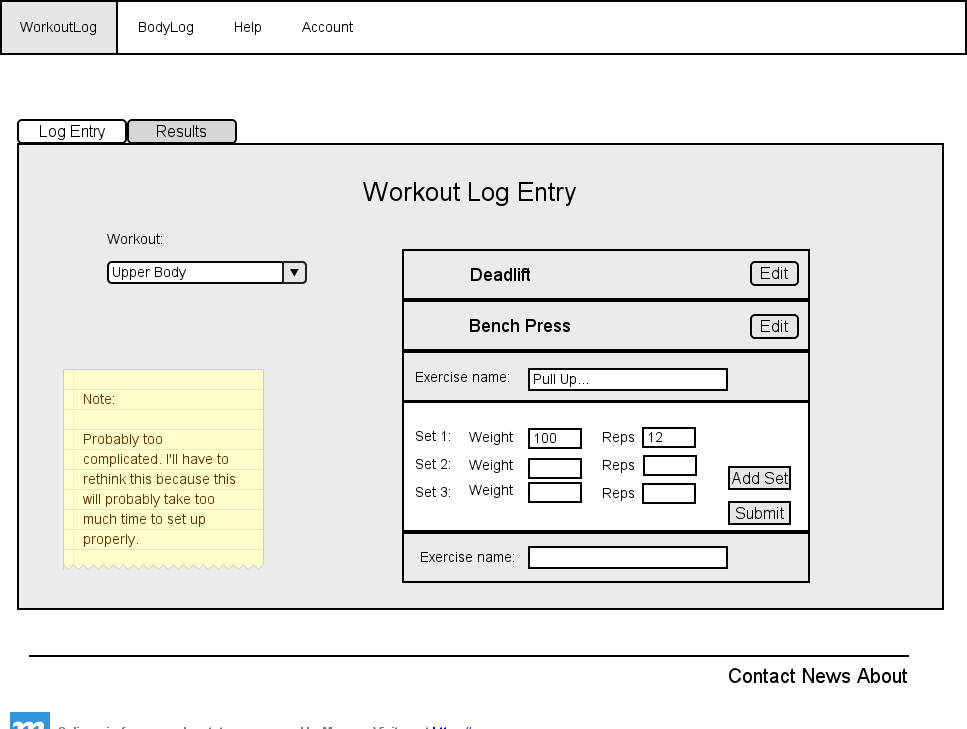 WorkoutLog BodyLog Help Account
Log Entry Results
Workout Log Entry
Workout:
Upper Body
Deadlift Edit
Bench Press Edit
Exercise name: Pull Up...
Set 1: Weight 100 Reps 12
Set 2: Weight Reps
Set 3: Weight Reps
Add Set
Submit
Exercise name:
Note:
Probably too
complicated. I'll have to
rethink this because this
will probably take too
much time to set up
properly.
Contact News About